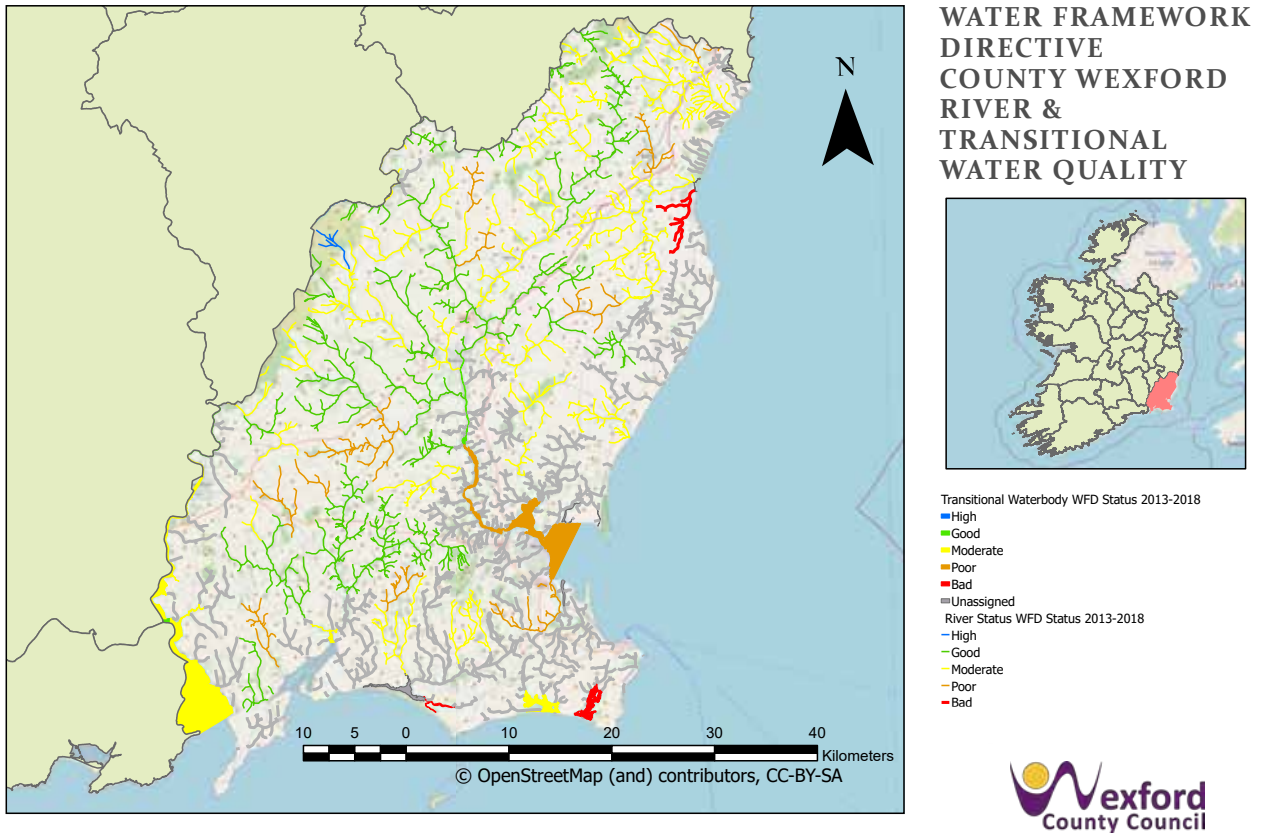 WATER FRAMEWORK
DIRECTIVE
COUNTY WEXFORD
RIVER &
TRANSITIONAL
WATER QUALITY
N
Transitional Waterbody WFD Status 2013-2018
High
Good
Moderate
Poor
Bad
Unassigned
River Status WFD Status 2013-2018
High
Good
Moderate
Poor
Bad
10 5 0 10 20 30 40
Kilometers
© OpenStreetMap (and) contributors, CC-BY-SA
Wexford
County Council